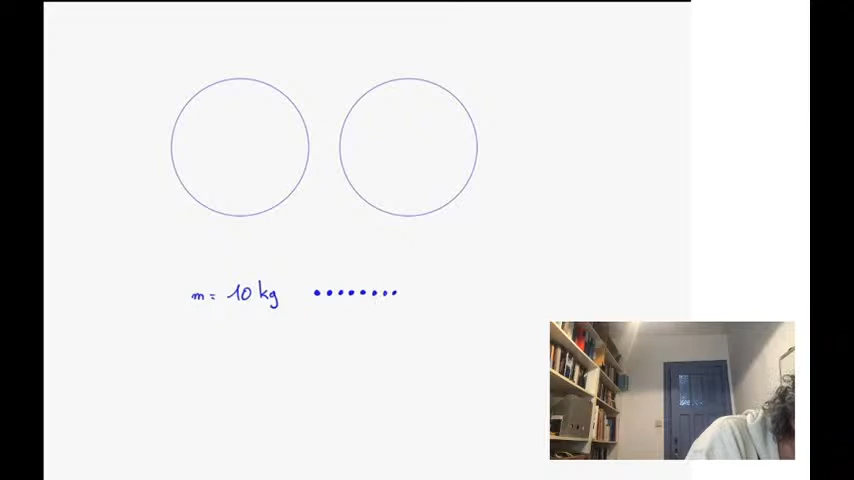 m = 10 kg ........